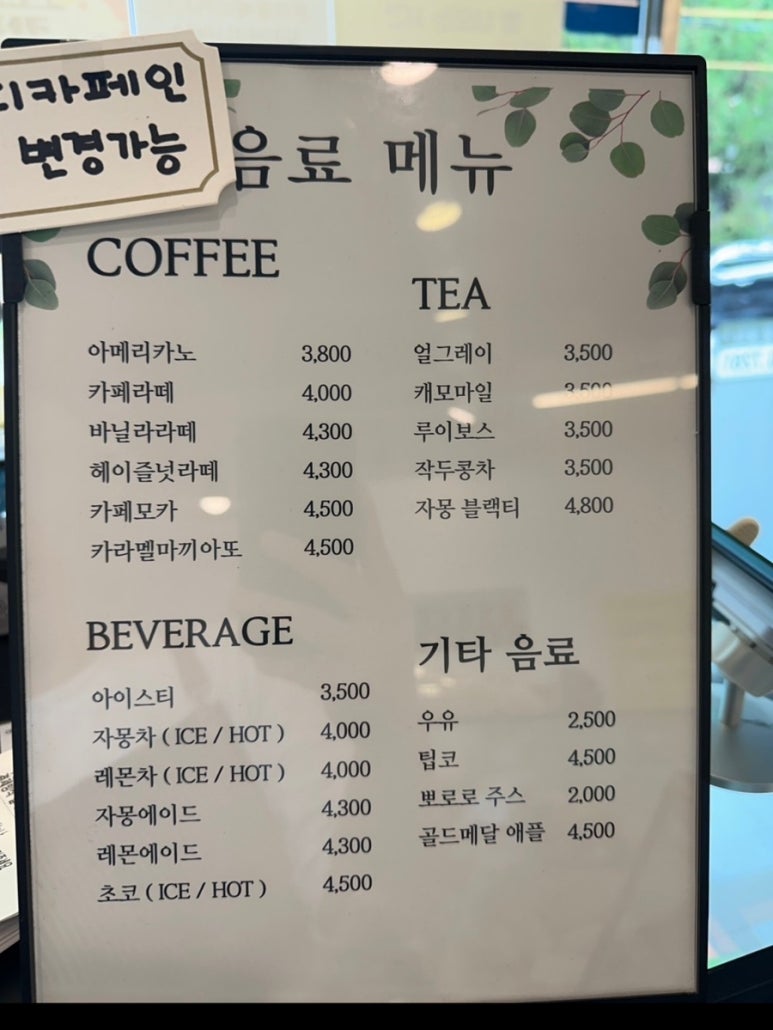 디카페인
변경가능
음료 메뉴
COFFEE
아메리카노 3,800
카페라떼 4,000
바닐라라떼 4,300
헤이즐넛라떼 4,300
카페모카 4,500
카라멜마끼아또 4,500
TEA
얼그레이 3,500
캐모마일 3,500
루이보스 3,500
작두콩차 3,500
자몽 블랙티 4,800
BEVERAGE
아이스티 3,500
자몽차 ( ICE / HOT ) 4,000
레몬차 ( ICE / HOT ) 4,000
자몽에이드 4,300
레몬에이드 4,300
초코 ( ICE / HOT ) 4,500
기타 음료
우유 2,500
팁코 4,500
뽀로로 주스 2,000
골드메달 애플 4,500